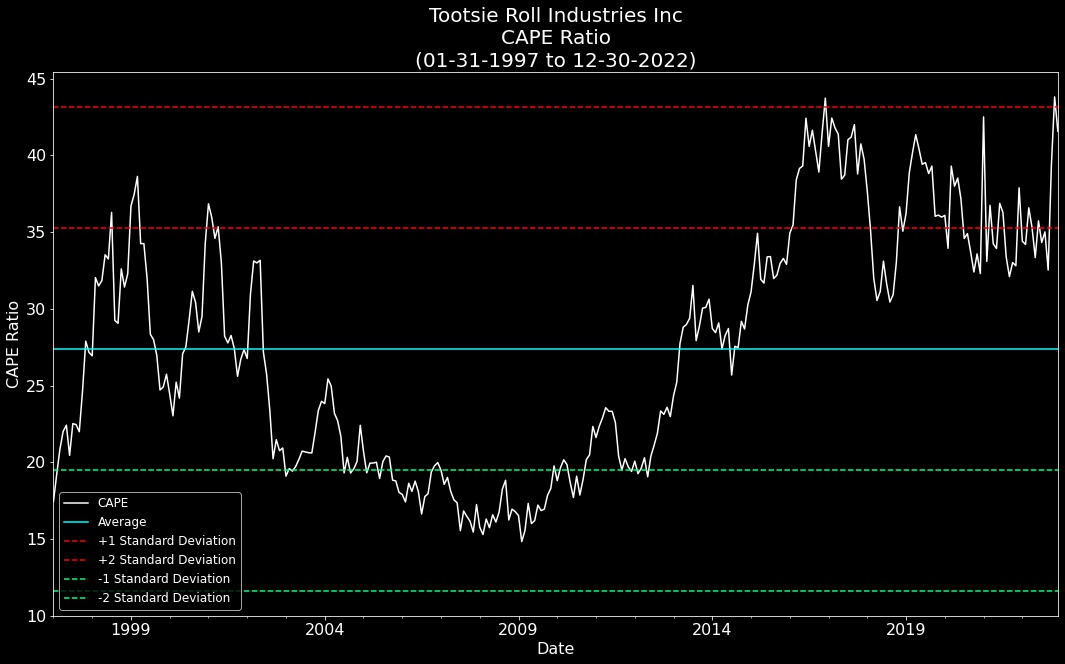 Tootsie Roll Industries Inc
CAPE Ratio
(01-31-1997 to 12-30-2022)
CAPE Ratio
45
40
35
30
25
20
15
10
CAPE
Average
+1 Standard Deviation
+2 Standard Deviation
-1 Standard Deviation
-2 Standard Deviation
1999
2004
2009
2014
2019
Date